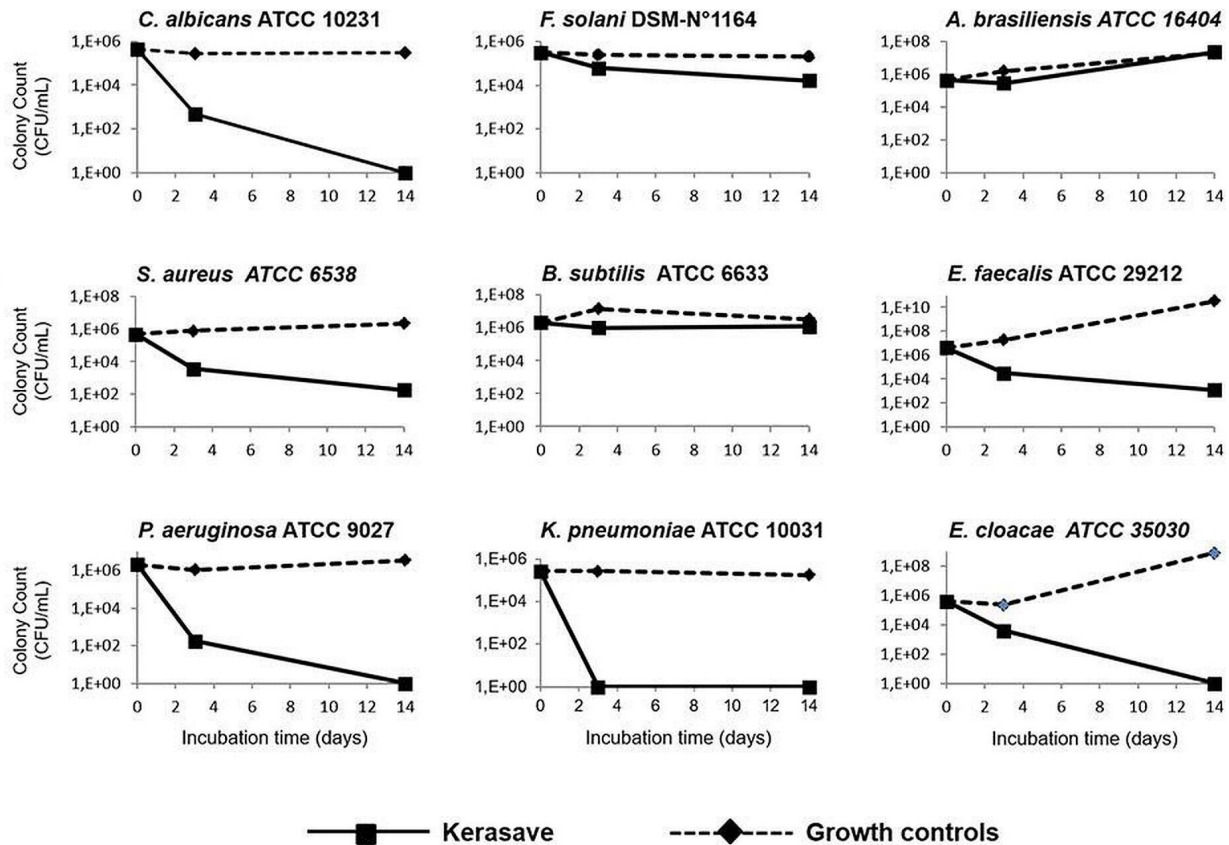 C. albicans ATCC 10231
F. solani DSM-N°1164
A. brasiliensis ATCC 16404
Colony Count
(CFU/mL)
1,E+06
1,E+04
1,E+02
1,E+00
0 2 4 6 8 10 12 14
1,E+06
1,E+04
1,E+02
1,E+00
0 2 4 6 8 10 12 14
1,E+08
1,E+06
1,E+04
1,E+02
1,E+00
0 2 4 6 8 10 12 14
S. aureus ATCC 6538
B. subtilis ATCC 6633
E. faecalis ATCC 29212
Colony Count
(CFU/mL)
1,E+08
1,E+06
1,E+04
1,E+02
1,E+00
0 2 4 6 8 10 12 14
1,E+08
1,E+06
1,E+04
1,E+02
1,E+00
0 2 4 6 8 10 12 14
1,E+10
1,E+08
1,E+06
1,E+04
1,E+02
1,E+00
0 2 4 6 8 10 12 14
P. aeruginosa ATCC 9027
K. pneumoniae ATCC 10031
E. cloacae ATCC 35030
Colony Count
(CFU/mL)
1,E+06
1,E+04
1,E+02
1,E+00
0 2 4 6 8 10 12 14
1,E+06
1,E+04
1,E+02
1,E+00
0 2 4 6 8 10 12 14
1,E+08
1,E+06
1,E+04
1,E+02
1,E+00
0 2 4 6 8 10 12 14
Incubation time (days)
Incubation time (days)
Incubation time (days)
Kerasave
Growth controls